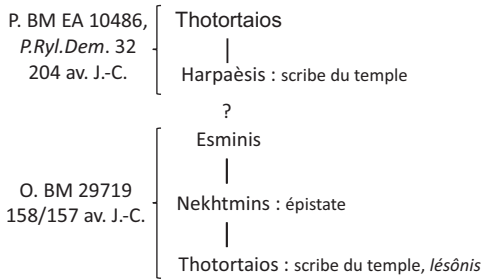 P. BM EA 10486,
P.Ryl.Dem. 32
204 av. J.-C.
Thotortaios
Harpaèsis : scribe du temple
?
Esminis
O. BM 29719
158/157 av. J.-C.
Nekhtmins : épistate
Thotortaios : scribe du temple, lésônis